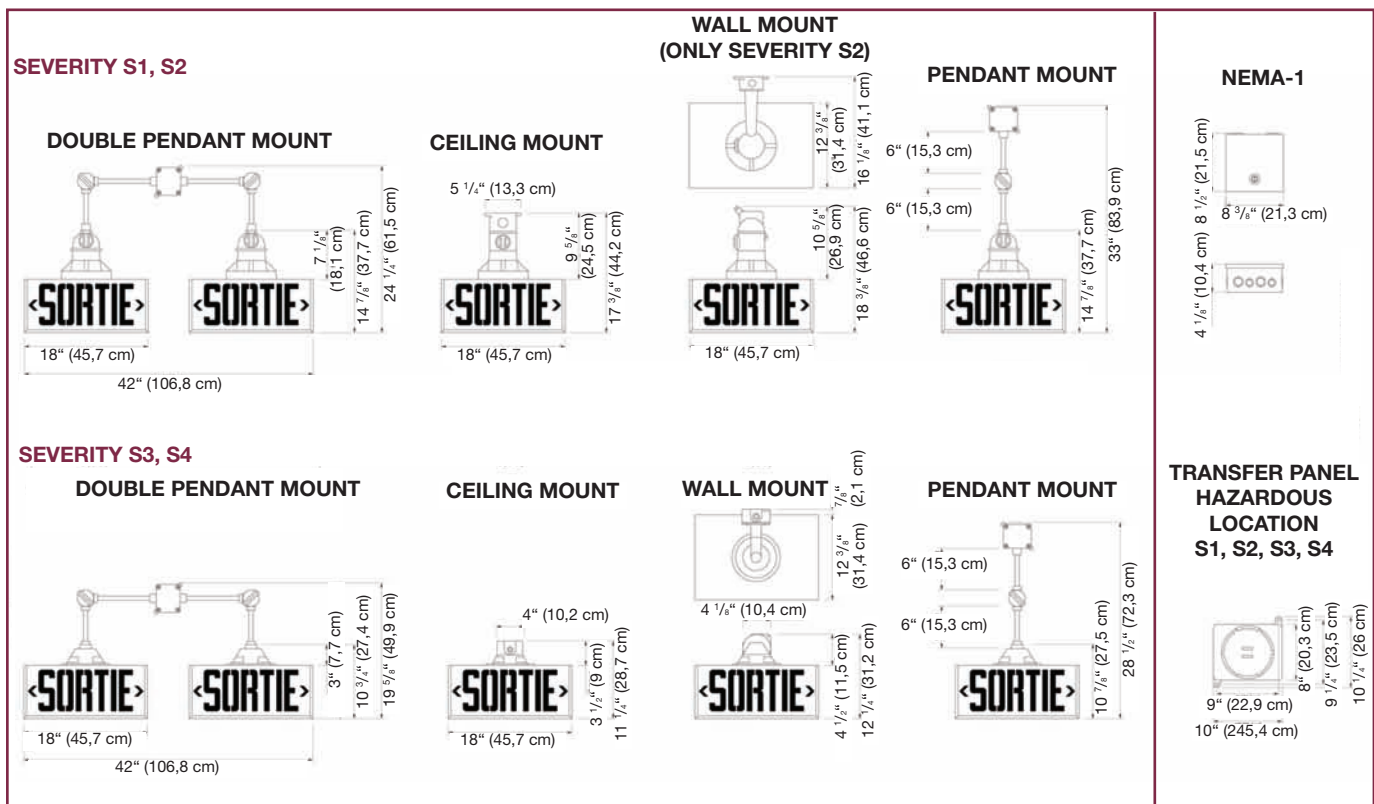 SEVERITY S1, S2
DOUBLE PENDANT MOUNT
7 1/8“
(18,1 cm)
14 7/8“ (37,7 cm)
24 1/4“ (61,5 cm)
<SORTIE>
<SORTIE>
18“ (45,7 cm)
42“ (106,8 cm)
CEILING MOUNT
5 1/4“ (13,3 cm)
9 5/8“
(24,5 cm)
17 3/8“ (44,2 cm)
<SORTIE>
18“ (45,7 cm)
WALL MOUNT
(ONLY SEVERITY S2)
12 3/8“
(31,4 cm)
16 1/8“ (41,1 cm)
10 5/8“
(26,9 cm)
18 3/8“ (46,6 cm)
<SORTIE>
18“ (45,7 cm)
PENDANT MOUNT
6“ (15,3 cm)
6“ (15,3 cm)
14 7/8“ (37,7 cm)
33“ (83,9 cm)
<SORTIE>
NEMA-1
8 1/2“ (21,5 cm)
8 3/8“ (21,3 cm)
4 1/8“ (10,4 cm)
SEVERITY S3, S4
DOUBLE PENDANT MOUNT
3“ (7,7 cm)
10 3/4“ (27,4 cm)
19 5/8“ (49,9 cm)
<SORTIE>
<SORTIE>
18“ (45,7 cm)
42“ (106,8 cm)
CEILING MOUNT
4“ (10,2 cm)
3 1/2“ (9 cm)
11 1/4“ (28,7 cm)
<SORTIE>
18“ (45,7 cm)
WALL MOUNT
7/8“
(2,1 cm)
12 3/8“
(31,4 cm)
4 1/8“ (10,4 cm)
4 1/2“ (11,5 cm)
12 1/4“ (31,2 cm)
<SORTIE>
PENDANT MOUNT
6“ (15,3 cm)
6“ (15,3 cm)
10 7/8“ (27,5 cm)
28 1/2“ (72,3 cm)
<SORTIE>
TRANSFER PANEL
HAZARDOUS
LOCATION
S1, S2, S3, S4
8“ (20,3 cm)
9 1/4“ (23,5 cm)
10 1/4“ (26 cm)
9“ (22,9 cm)
10“ (245,4 cm)